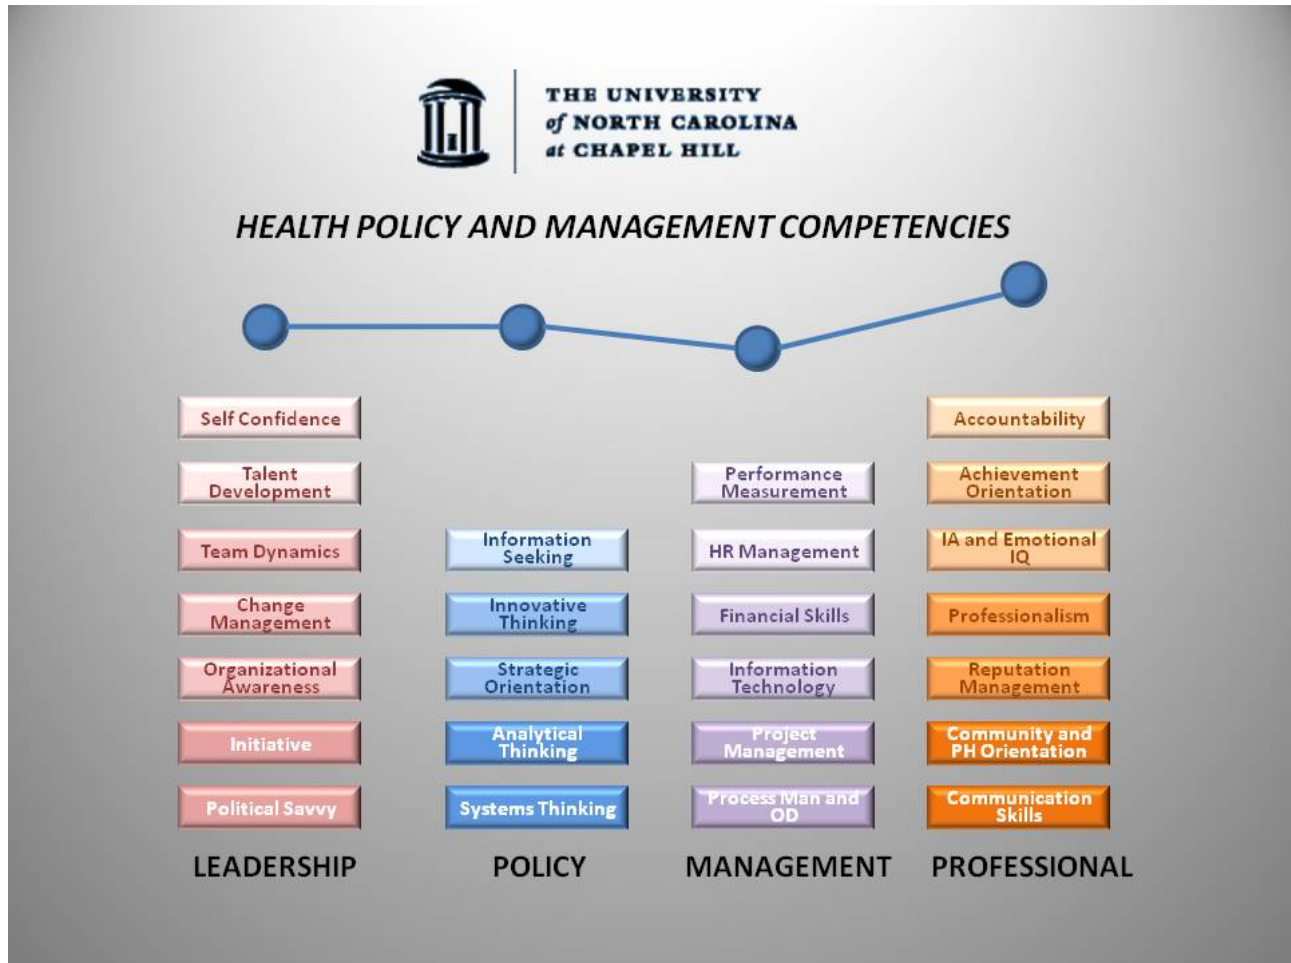 THE UNIVERSITY
of NORTH CAROLINA
at CHAPEL HILL
HEALTH POLICY AND MANAGEMENT COMPETENCIES
Self Confidence
Talent
Development
Team Dynamics
Change
Management
Organizational
Awareness
Initiative
Political Savvy
LEADERSHIP
Information
Seeking
Innovative
Thinking
Strategic
Orientation
Analytical
Thinking
Systems Thinking
POLICY
Performance
Measurement
HR Management
Financial Skills
Information
Technology
Project
Management
Process Man and
OD
MANAGEMENT
Accountability
Achievement
Orientation
IA and Emotional
IQ
Professionalism
Reputation
Management
Community and
PH Orientation
Communication
Skills
PROFESSIONAL